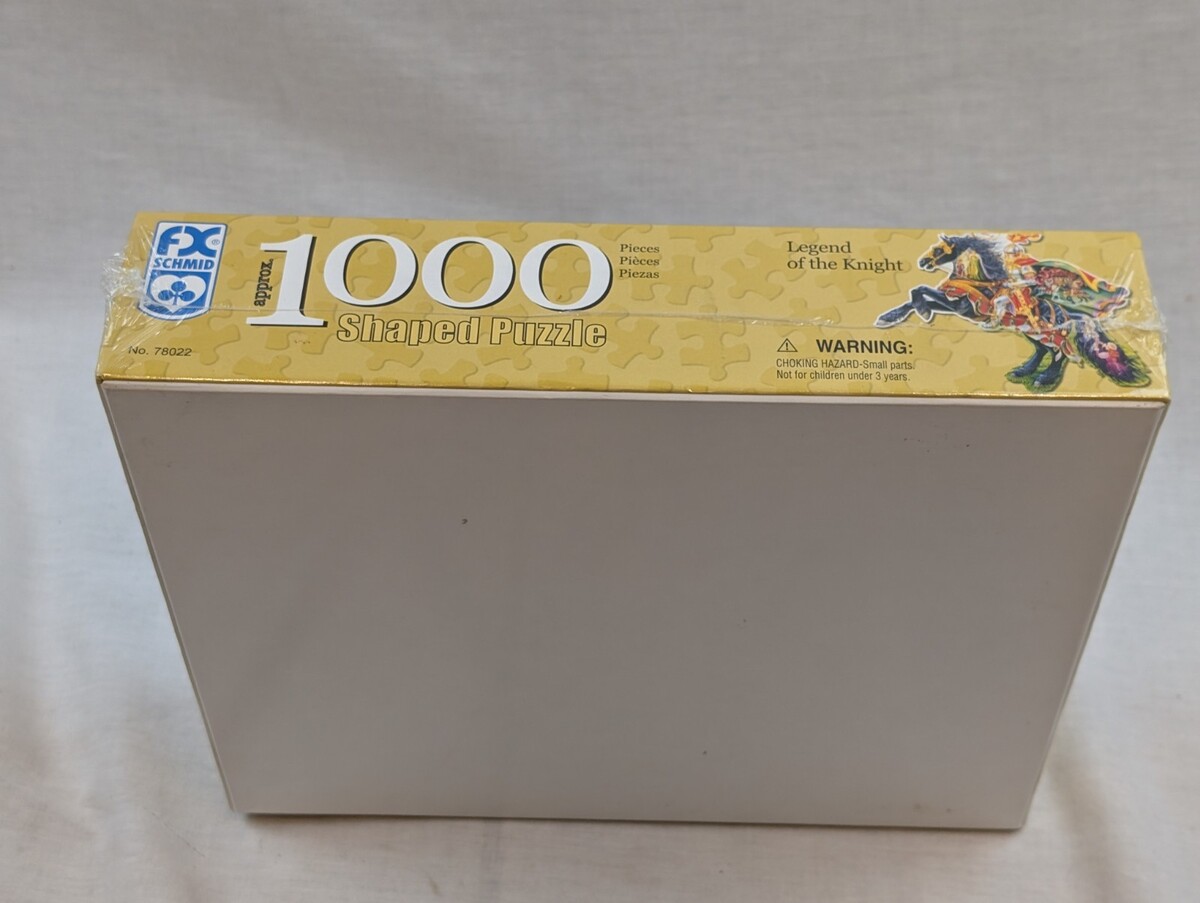 FX®
SCHMID
approx. 1000
Pieces
Pièces
Piezas
Shaped Puzzle
No. 78022
Legend
of the Knight
⚠ WARNING:
CHOKING HAZARD-Small parts.
Not for children under 3 years.